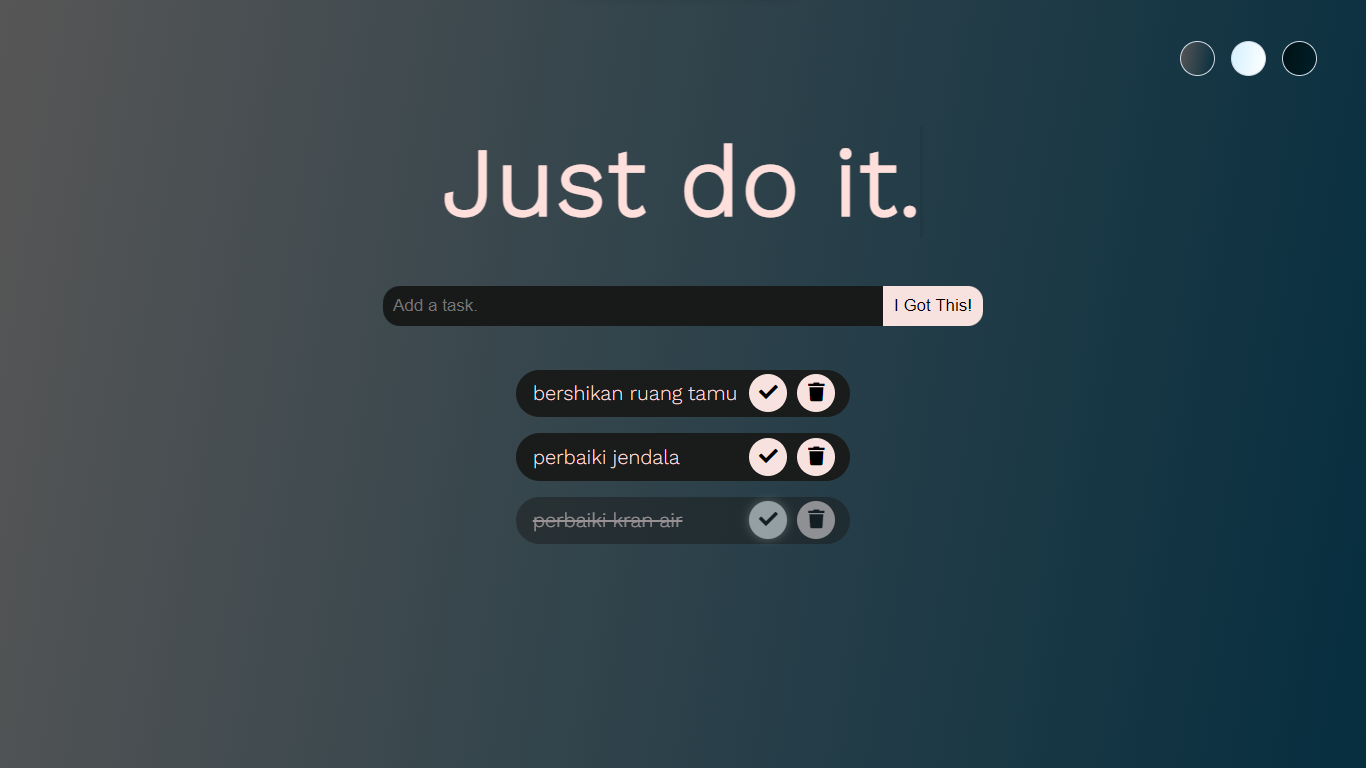 Just do it.
Add a task.
I Got This!
bershikan ruang tamu
perbaiki jendala
perbaiki kran air